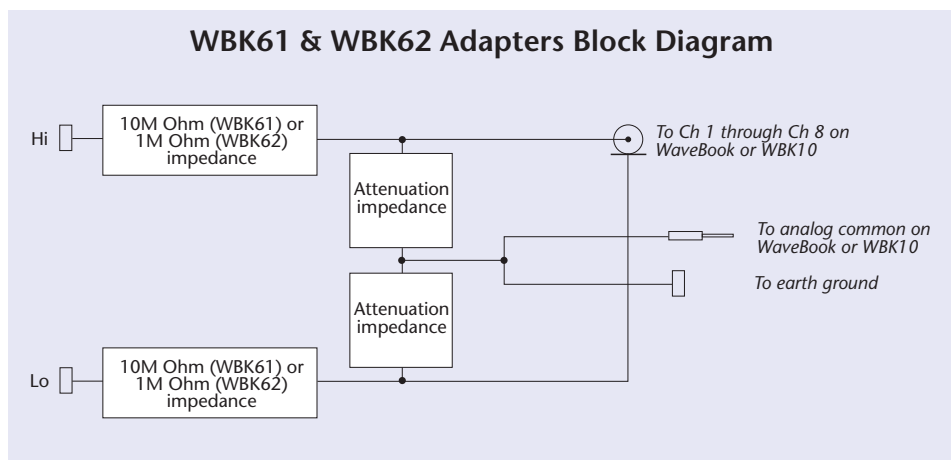 WBK61 & WBK62 Adapters Block Diagram
Hi
10M Ohm (WBK61) or
1M Ohm (WBK62)
impedance
To Ch 1 through Ch 8 on
WaveBook or WBK10
Attenuation
impedance
To analog common on
WaveBook or WBK10
To earth ground
Attenuation
impedance
Lo
10M Ohm (WBK61) or
1M Ohm (WBK62)
impedance